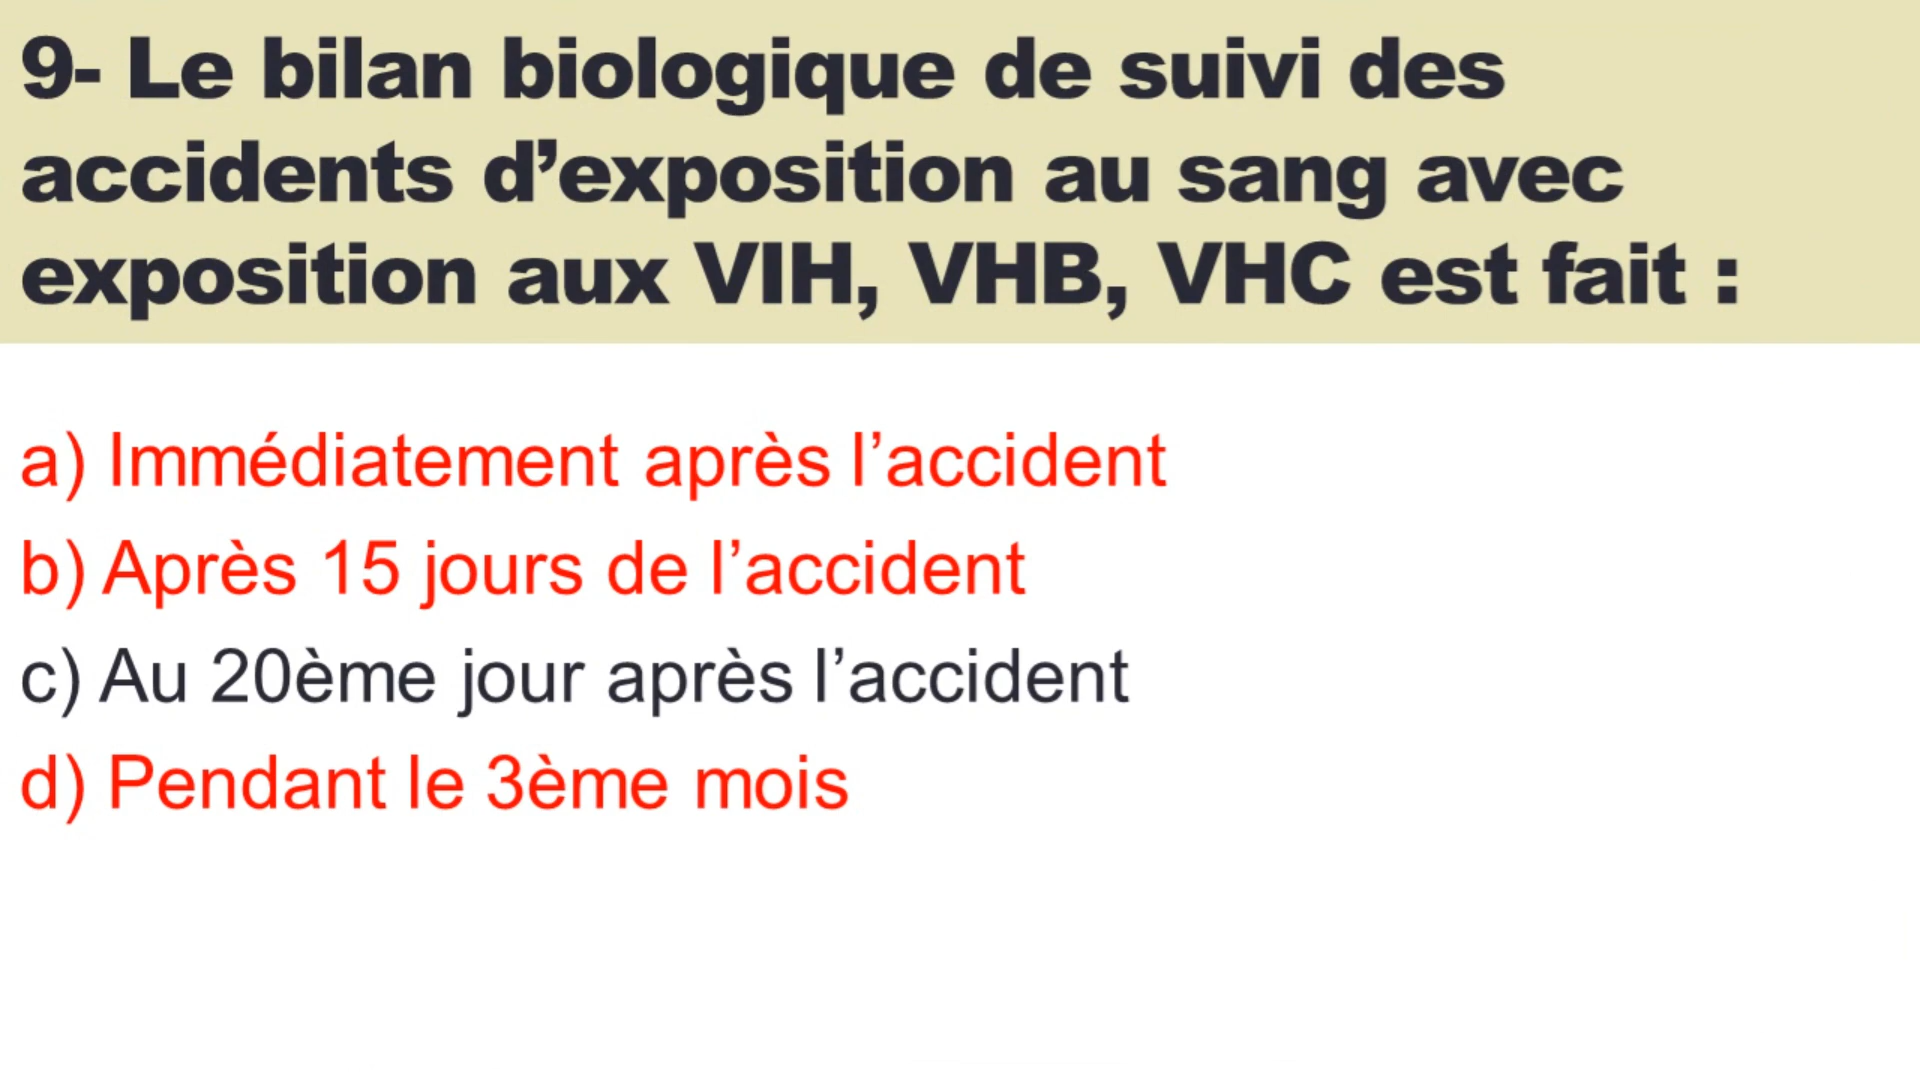 9- Le bilan biologique de suivi des
accidents d’exposition au sang avec
exposition aux VIH, VHB, VHC est fait :
a) Immédiatement après l’accident
b) Après 15 jours de l’accident
c) Au 20ème jour après l’accident
d) Pendant le 3ème mois